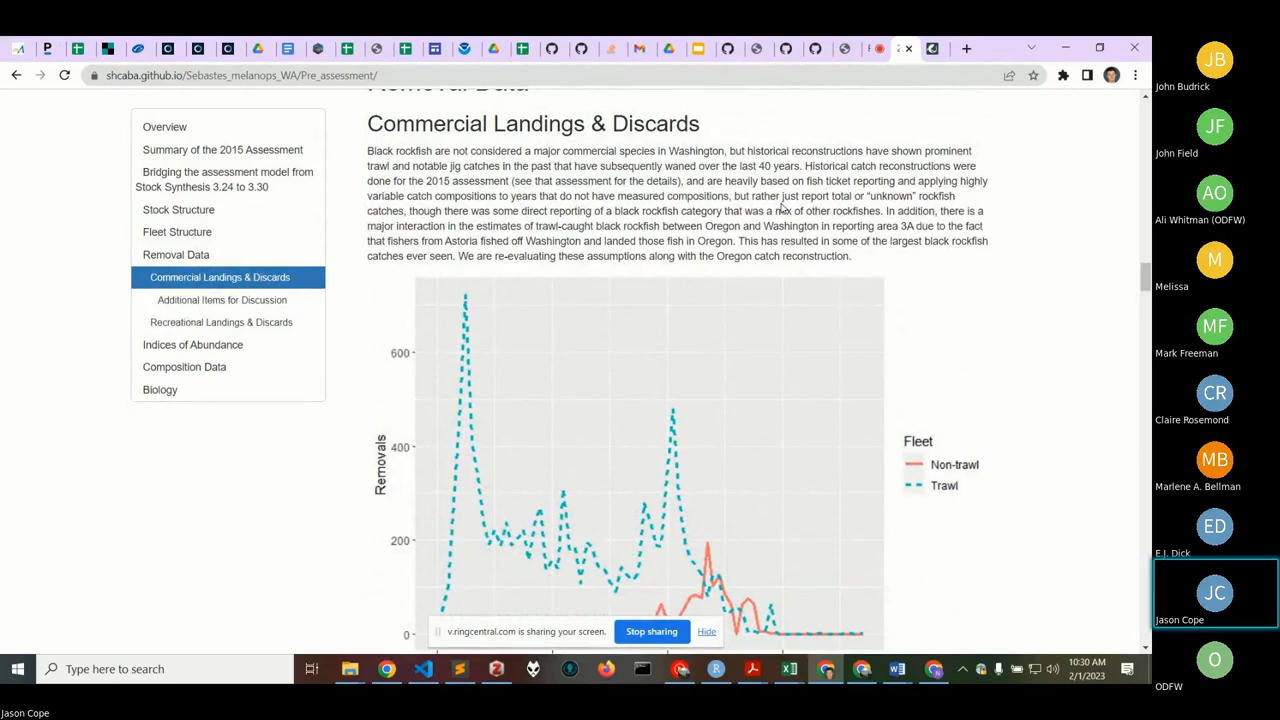 shcaba.github.io/Sebastes_melanops_WA/Pre_assessment/
Removal Data
Commercial Landings & Discards
Black rockfish are not considered a major commercial species in Washington, but historical reconstructions have shown prominent
trawl and notable jig catches in the past that have subsequently waned over the last 40 years. Historical catch reconstructions were
done for the 2015 assessment (see that assessment for the details), and are heavily based on fish ticket reporting and applying highly
variable catch compositions to years that do not have measured compositions, but rather just report total or “unknown” rockfish
catches, though there was some direct reporting of a black rockfish category that was a mix of other rockfishes. In addition, there is a
major interaction in the estimates of trawl-caught black rockfish between Oregon and Washington in reporting area 3A due to the fact
that fishers from Astoria fished off Washington and landed those fish in Oregon. This has resulted in some of the largest black rockfish
catches ever seen. We are re-evaluating these assumptions along with the Oregon catch reconstruction.
Overview
Summary of the 2015 Assessment
Bridging the assessment model from
Stock Synthesis 3.24 to 3.30
Stock Structure
Fleet Structure
Removal Data
Commercial Landings & Discards
Additional Items for Discussion
Recreational Landings & Discards
Indices of Abundance
Composition Data
Biology
600
400
200
0
Removals
Fleet
Non-trawl
Trawl
v.ringcentral.com is sharing your screen.
Stop sharing
Hide
Type here to search
10:30 AM
2/1/2023
JB
John Budrick
JF
John Field
AO
Ali Whitman (ODFW)
M
Melissa
MF
Mark Freeman
CR
Claire Rosemond
MB
Marlene A. Bellman
ED
E.J. Dick
JC
Jason Cope
O
ODFW
Jason Cope